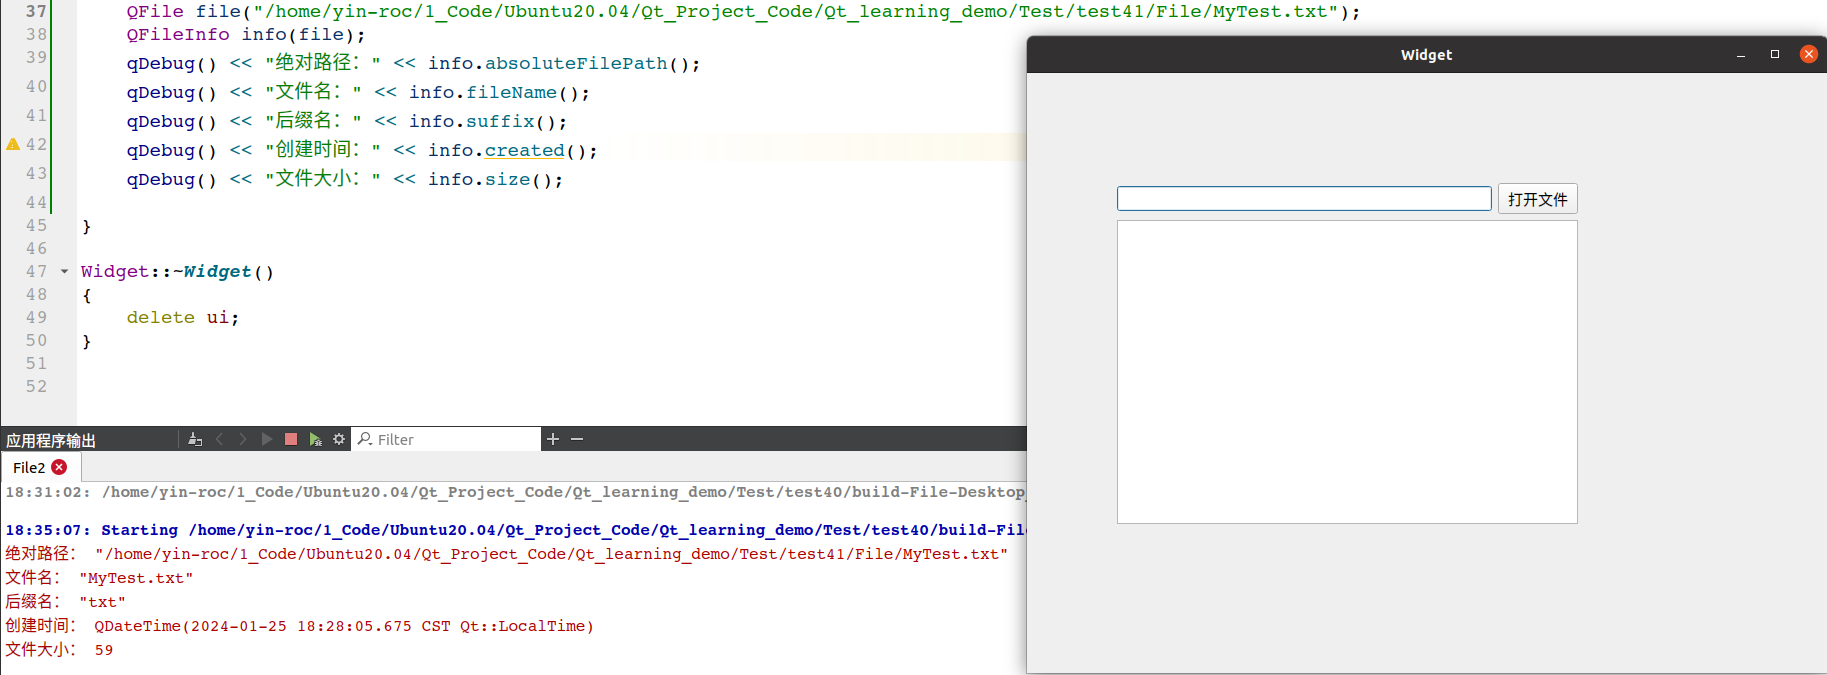 37 QFile file("/home/yin-roc/1_Code/Ubuntu20.04/Qt_Project_Code/Qt_learning_demo/Test/test41/File/MyTest.txt");
38 QFileInfo info(file);
39 qDebug() << "绝对路径：" << info.absoluteFilePath();
40 qDebug() << "文件名：" << info.fileName();
41 qDebug() << "后缀名：" << info.suffix();
42 qDebug() << "创建时间：" << info.created();
43 qDebug() << "文件大小：" << info.size();
44
45 }
46
47 Widget::~Widget()
48 {
49 delete ui;
50 }
51
52
Widget
打开文件
应用程序输出
Filter
File2
18:31:02: /home/yin-roc/1_Code/Ubuntu20.04/Qt_Project_Code/Qt_learning_demo/Test/test40/build-File-Desktop_
18:35:07: Starting /home/yin-roc/1_Code/Ubuntu20.04/Qt_Project_Code/Qt_learning_demo/Test/test40/build-Fil
绝对路径： "/home/yin-roc/1_Code/Ubuntu20.04/Qt_Project_Code/Qt_learning_demo/Test/test41/File/MyTest.txt"
文件名： "MyTest.txt"
后缀名： "txt"
创建时间： QDateTime(2024-01-25 18:28:05.675 CST Qt::LocalTime)
文件大小： 59